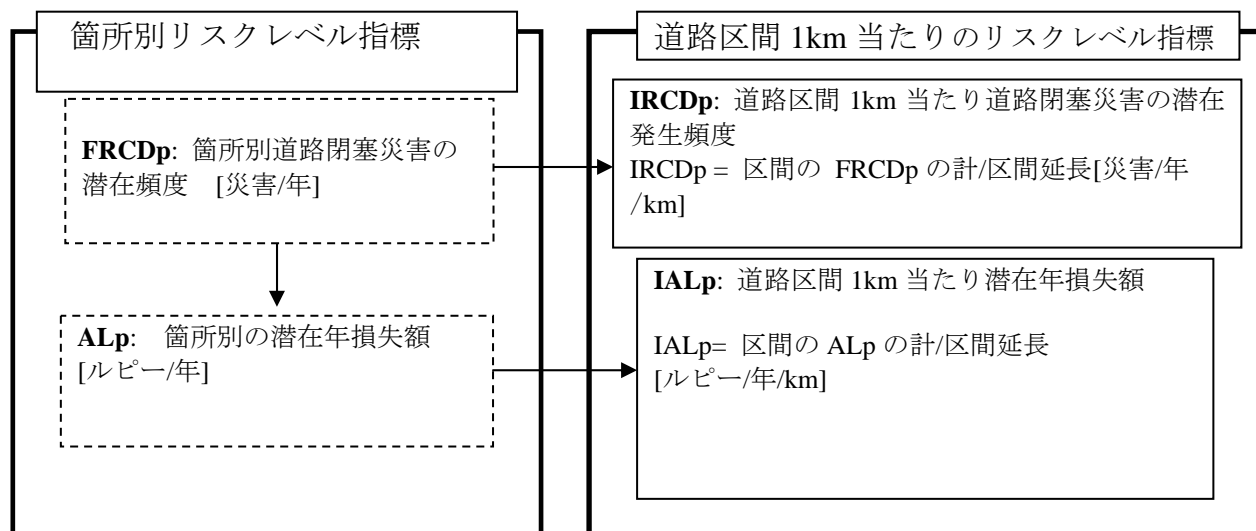 箇所別リスクレベル指標
FRCDp: 箇所別道路閉塞災害の
潜在頻度 [災害/年]
ALp: 箇所別の潜在年損失額
[ルピー/年]
道路区間 1km 当たりのリスクレベル指標
IRCDp: 道路区間 1km 当たり道路閉塞災害の潜在
発生頻度
IRCDp = 区間の FRCDp の計/区間延長[災害/年
/km]
IALp: 道路区間 1km 当たり潜在年損失額
IALp= 区間の ALp の計/区間延長
[ルピー/年/km]